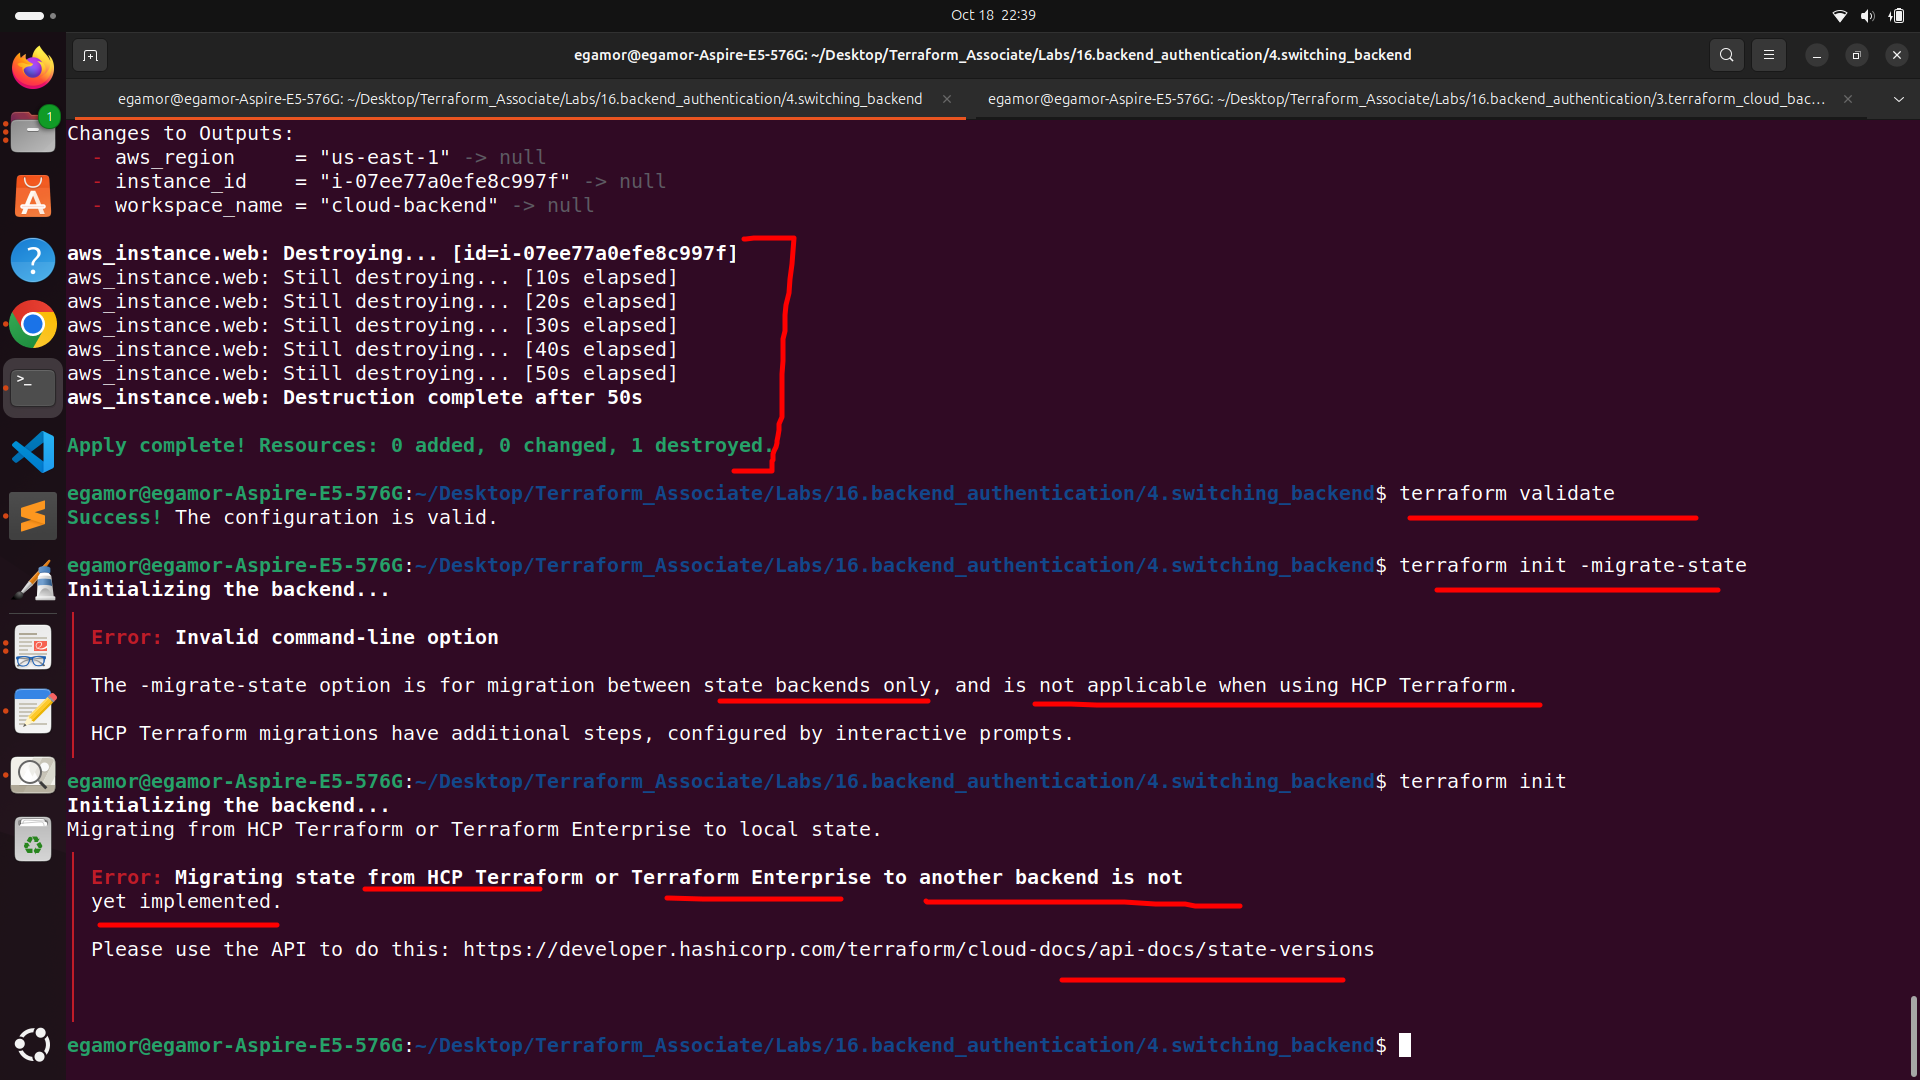 Oct 18 22:39
egamor@egamor-Aspire-E5-576G: ~/Desktop/Terraform_Associate/Labs/16.backend_authentication/4.switching_backend
egamor@egamor-Aspire-E5-576G: ~/Desktop/Terraform_Associate/Labs/16.backend_authentication/4.switching_backend
egamor@egamor-Aspire-E5-576G: ~/Desktop/Terraform_Associate/Labs/16.backend_authentication/3.terraform_cloud_bac...
1
Changes to Outputs:
- aws_region     = "us-east-1" -> null
- instance_id    = "i-07ee77a0efe8c997f" -> null
- workspace_name = "cloud-backend" -> null
aws_instance.web: Destroying... [id=i-07ee77a0efe8c997f]
aws_instance.web: Still destroying... [10s elapsed]
aws_instance.web: Still destroying... [20s elapsed]
aws_instance.web: Still destroying... [30s elapsed]
aws_instance.web: Still destroying... [40s elapsed]
aws_instance.web: Still destroying... [50s elapsed]
aws_instance.web: Destruction complete after 50s
Apply complete! Resources: 0 added, 0 changed, 1 destroyed.
egamor@egamor-Aspire-E5-576G:~/Desktop/Terraform_Associate/Labs/16.backend_authentication/4.switching_backend$ terraform validate
Success! The configuration is valid.
egamor@egamor-Aspire-E5-576G:~/Desktop/Terraform_Associate/Labs/16.backend_authentication/4.switching_backend$ terraform init -migrate-state
Initializing the backend...
Error: Invalid command-line option
The -migrate-state option is for migration between state backends only, and is not applicable when using HCP Terraform.
HCP Terraform migrations have additional steps, configured by interactive prompts.
egamor@egamor-Aspire-E5-576G:~/Desktop/Terraform_Associate/Labs/16.backend_authentication/4.switching_backend$ terraform init
Initializing the backend...
Migrating from HCP Terraform or Terraform Enterprise to local state.
Error: Migrating state from HCP Terraform or Terraform Enterprise to another backend is not
yet implemented.
Please use the API to do this: https://developer.hashicorp.com/terraform/cloud-docs/api-docs/state-versions
egamor@egamor-Aspire-E5-576G:~/Desktop/Terraform_Associate/Labs/16.backend_authentication/4.switching_backend$